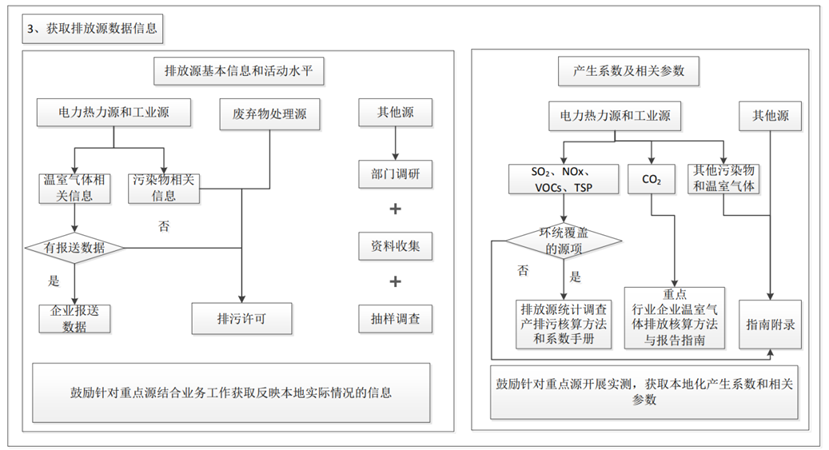 3、获取排放源数据信息
排放源基本信息和活动水平
电力热力源和工业源
废弃物处理源
其他源
温室气体相
关信息
污染物相关
信息
部门调研
+
否
有报送数据
资料收集
是
+
企业报送
数据
排污许可
抽样调查
鼓励针对重点源结合业务工作获取反映本地实际情况的信息
产生系数及相关参数
电力热力源和工业源
其他源
SO₂、NOx、
VOCs、TSP
CO₂
其他污染物
和温室气体
环统覆盖
的源项
否
是
排放源统计调查
产排污核算方法
和系数手册
重点
行业企业温室气
体排放核算方法
与报告指南
指南附录
鼓励针对重点源开展实测，获取本地化产生系数和相关
参数